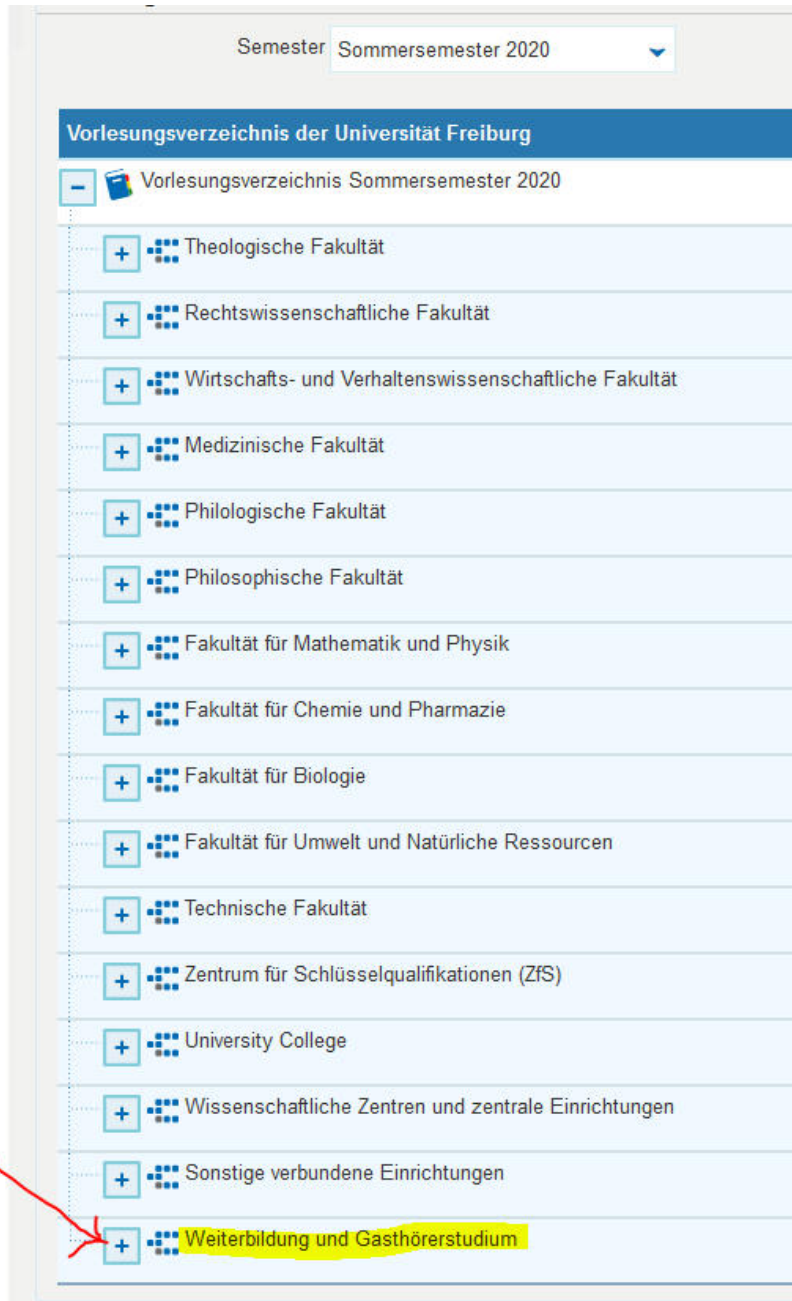 Semester Sommersemester 2020
Vorlesungsverzeichnis der Universität Freiburg
Vorlesungsverzeichnis Sommersemester 2020
Theologische Fakultät
Rechtswissenschaftliche Fakultät
Wirtschafts- und Verhaltenswissenschaftliche Fakultät
Medizinische Fakultät
Philologische Fakultät
Philosophische Fakultät
Fakultät für Mathematik und Physik
Fakultät für Chemie und Pharmazie
Fakultät für Biologie
Fakultät für Umwelt und Natürliche Ressourcen
Technische Fakultät
Zentrum für Schlüsselqualifikationen (ZfS)
University College
Wissenschaftliche Zentren und zentrale Einrichtungen
Sonstige verbundene Einrichtungen
Weiterbildung und Gasthörerstudium